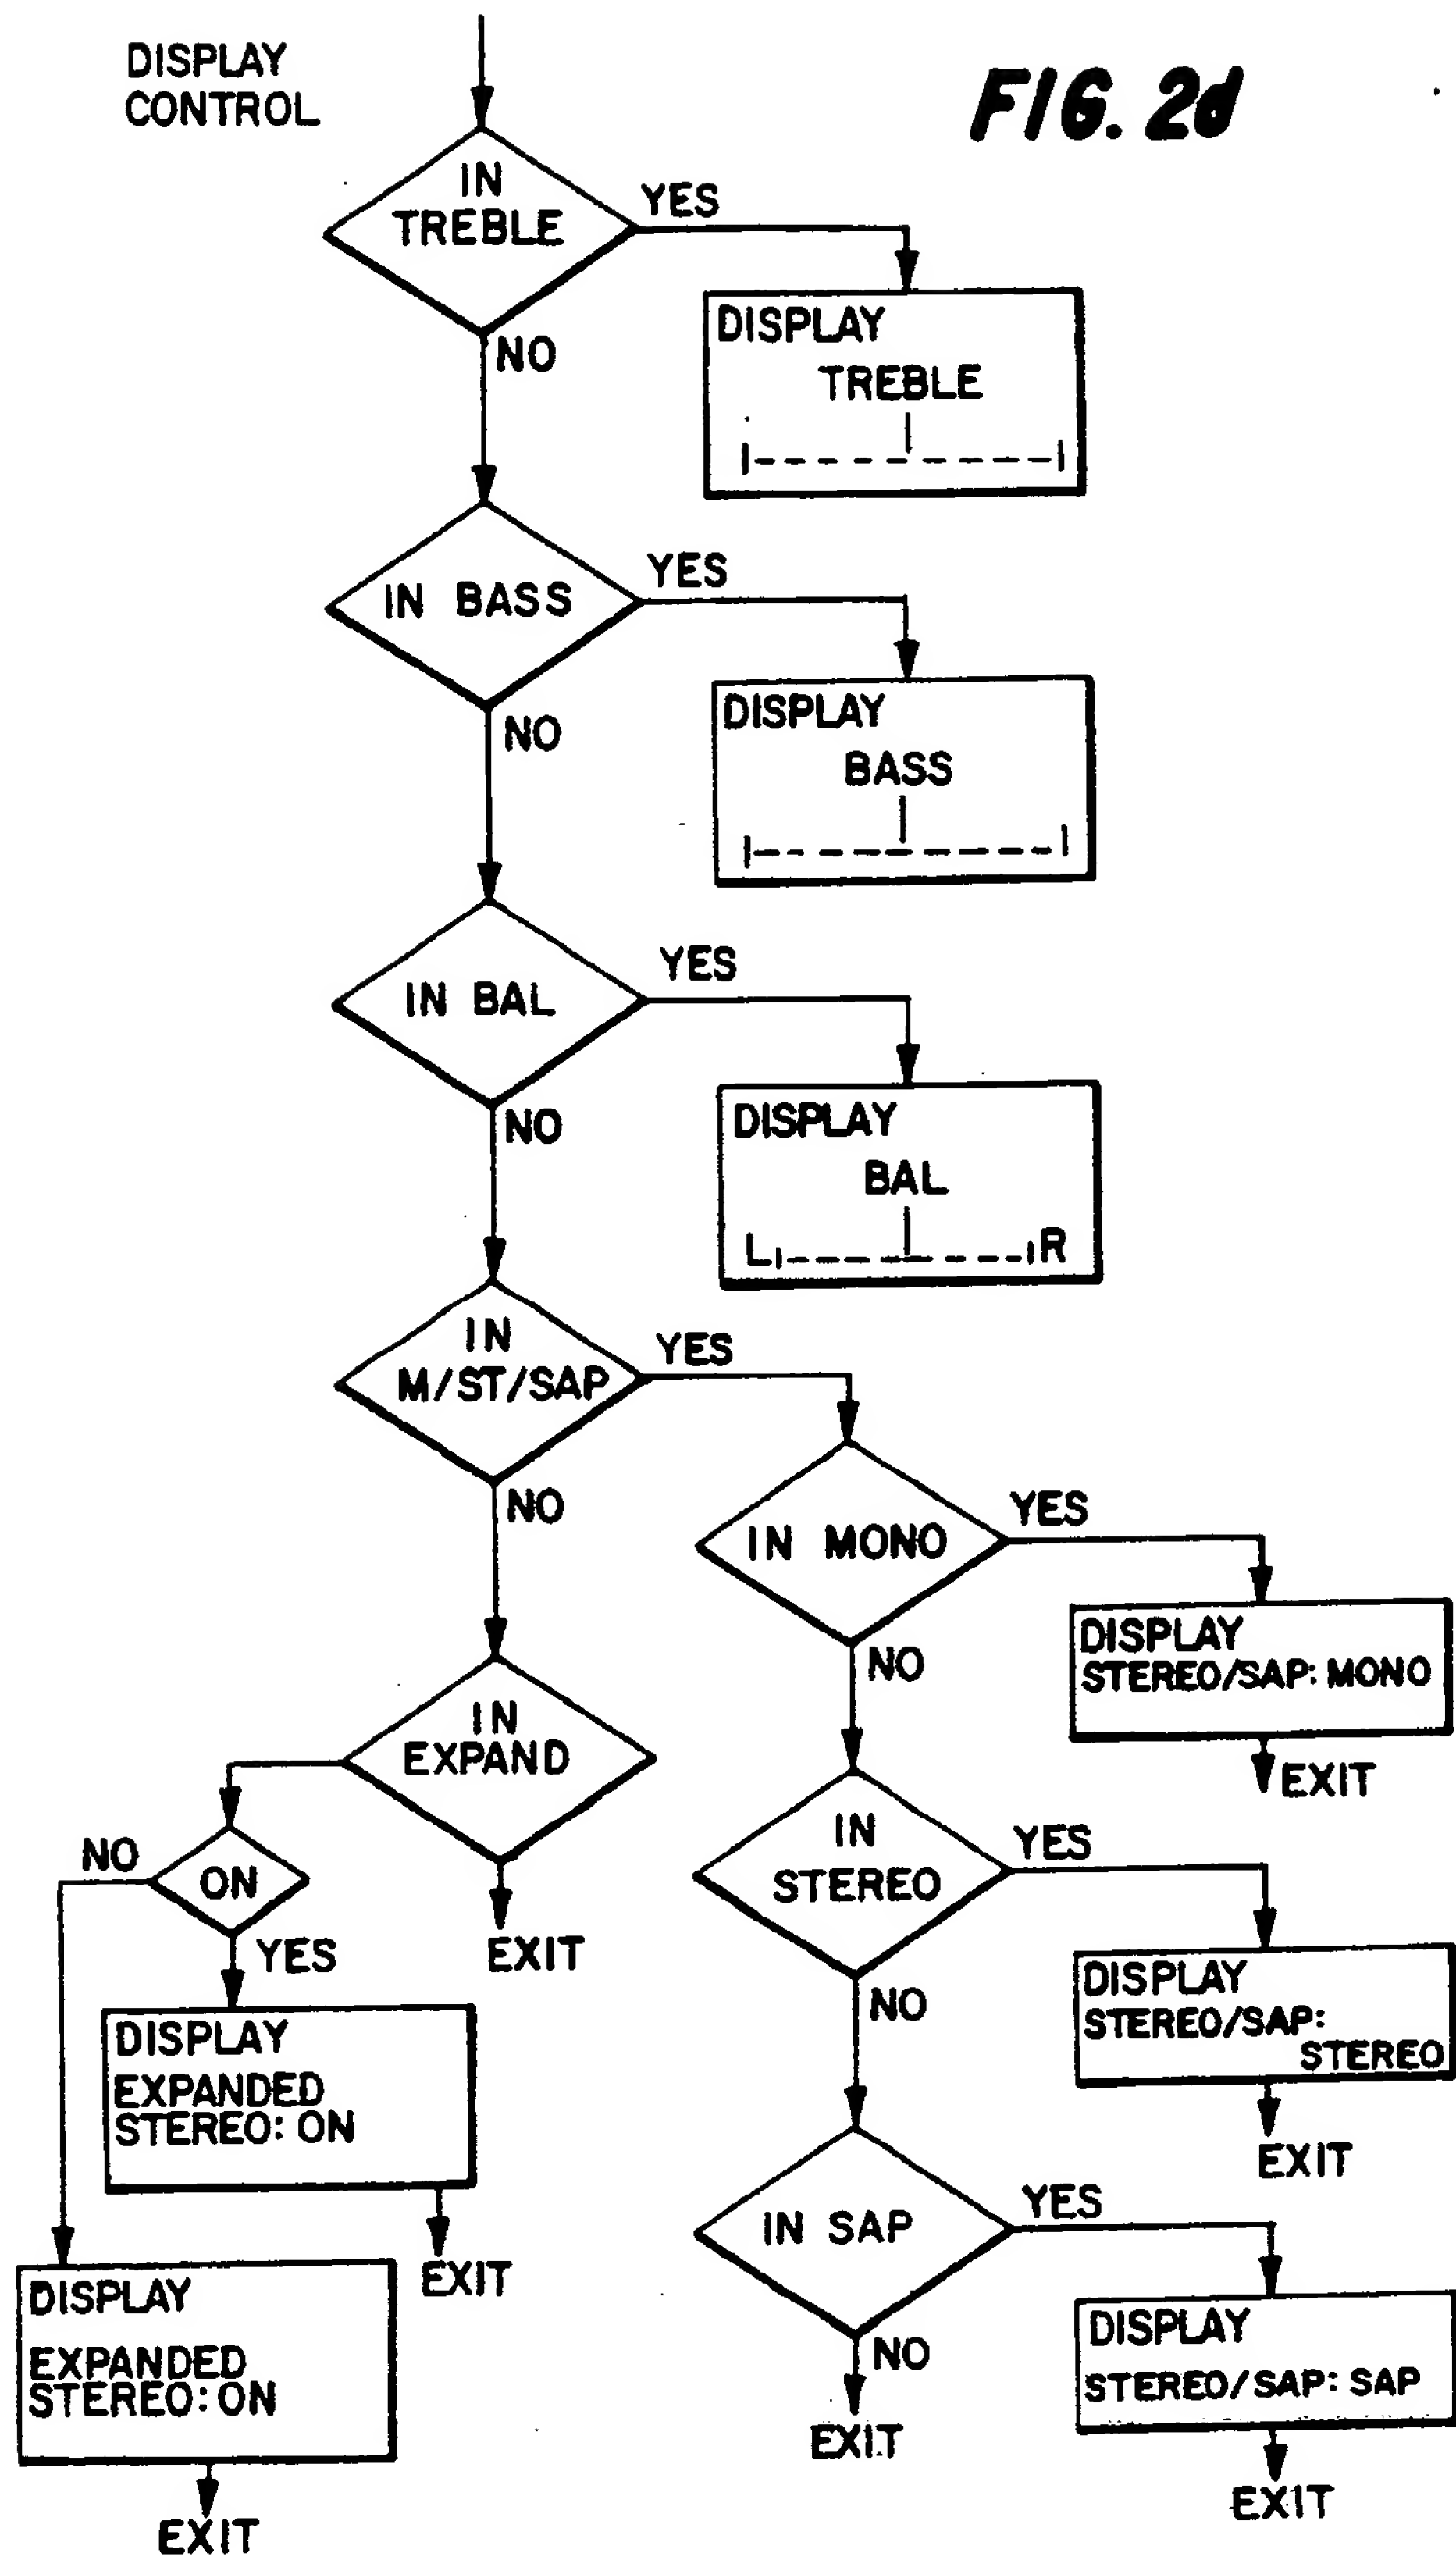 DISPLAY
CONTROL
FIG. 2d
IN
TREBLE
YES
NO
DISPLAY
TREBLE
IN BASS
YES
NO
DISPLAY
BASS
IN BAL
YES
NO
DISPLAY
BAL
L R
IN
M/ST/SAP
YES
NO
IN MONO
YES
NO
DISPLAY
STEREO/SAP: MONO
EXIT
IN
EXPAND
EXIT
ON
NO
YES
DISPLAY
EXPANDED
STEREO: ON
EXIT
DISPLAY
EXPANDED
STEREO: ON
EXIT
IN
STEREO
YES
NO
DISPLAY
STEREO/SAP:
STEREO
EXIT
IN SAP
YES
NO
EXIT
DISPLAY
STEREO/SAP: SAP
EXIT